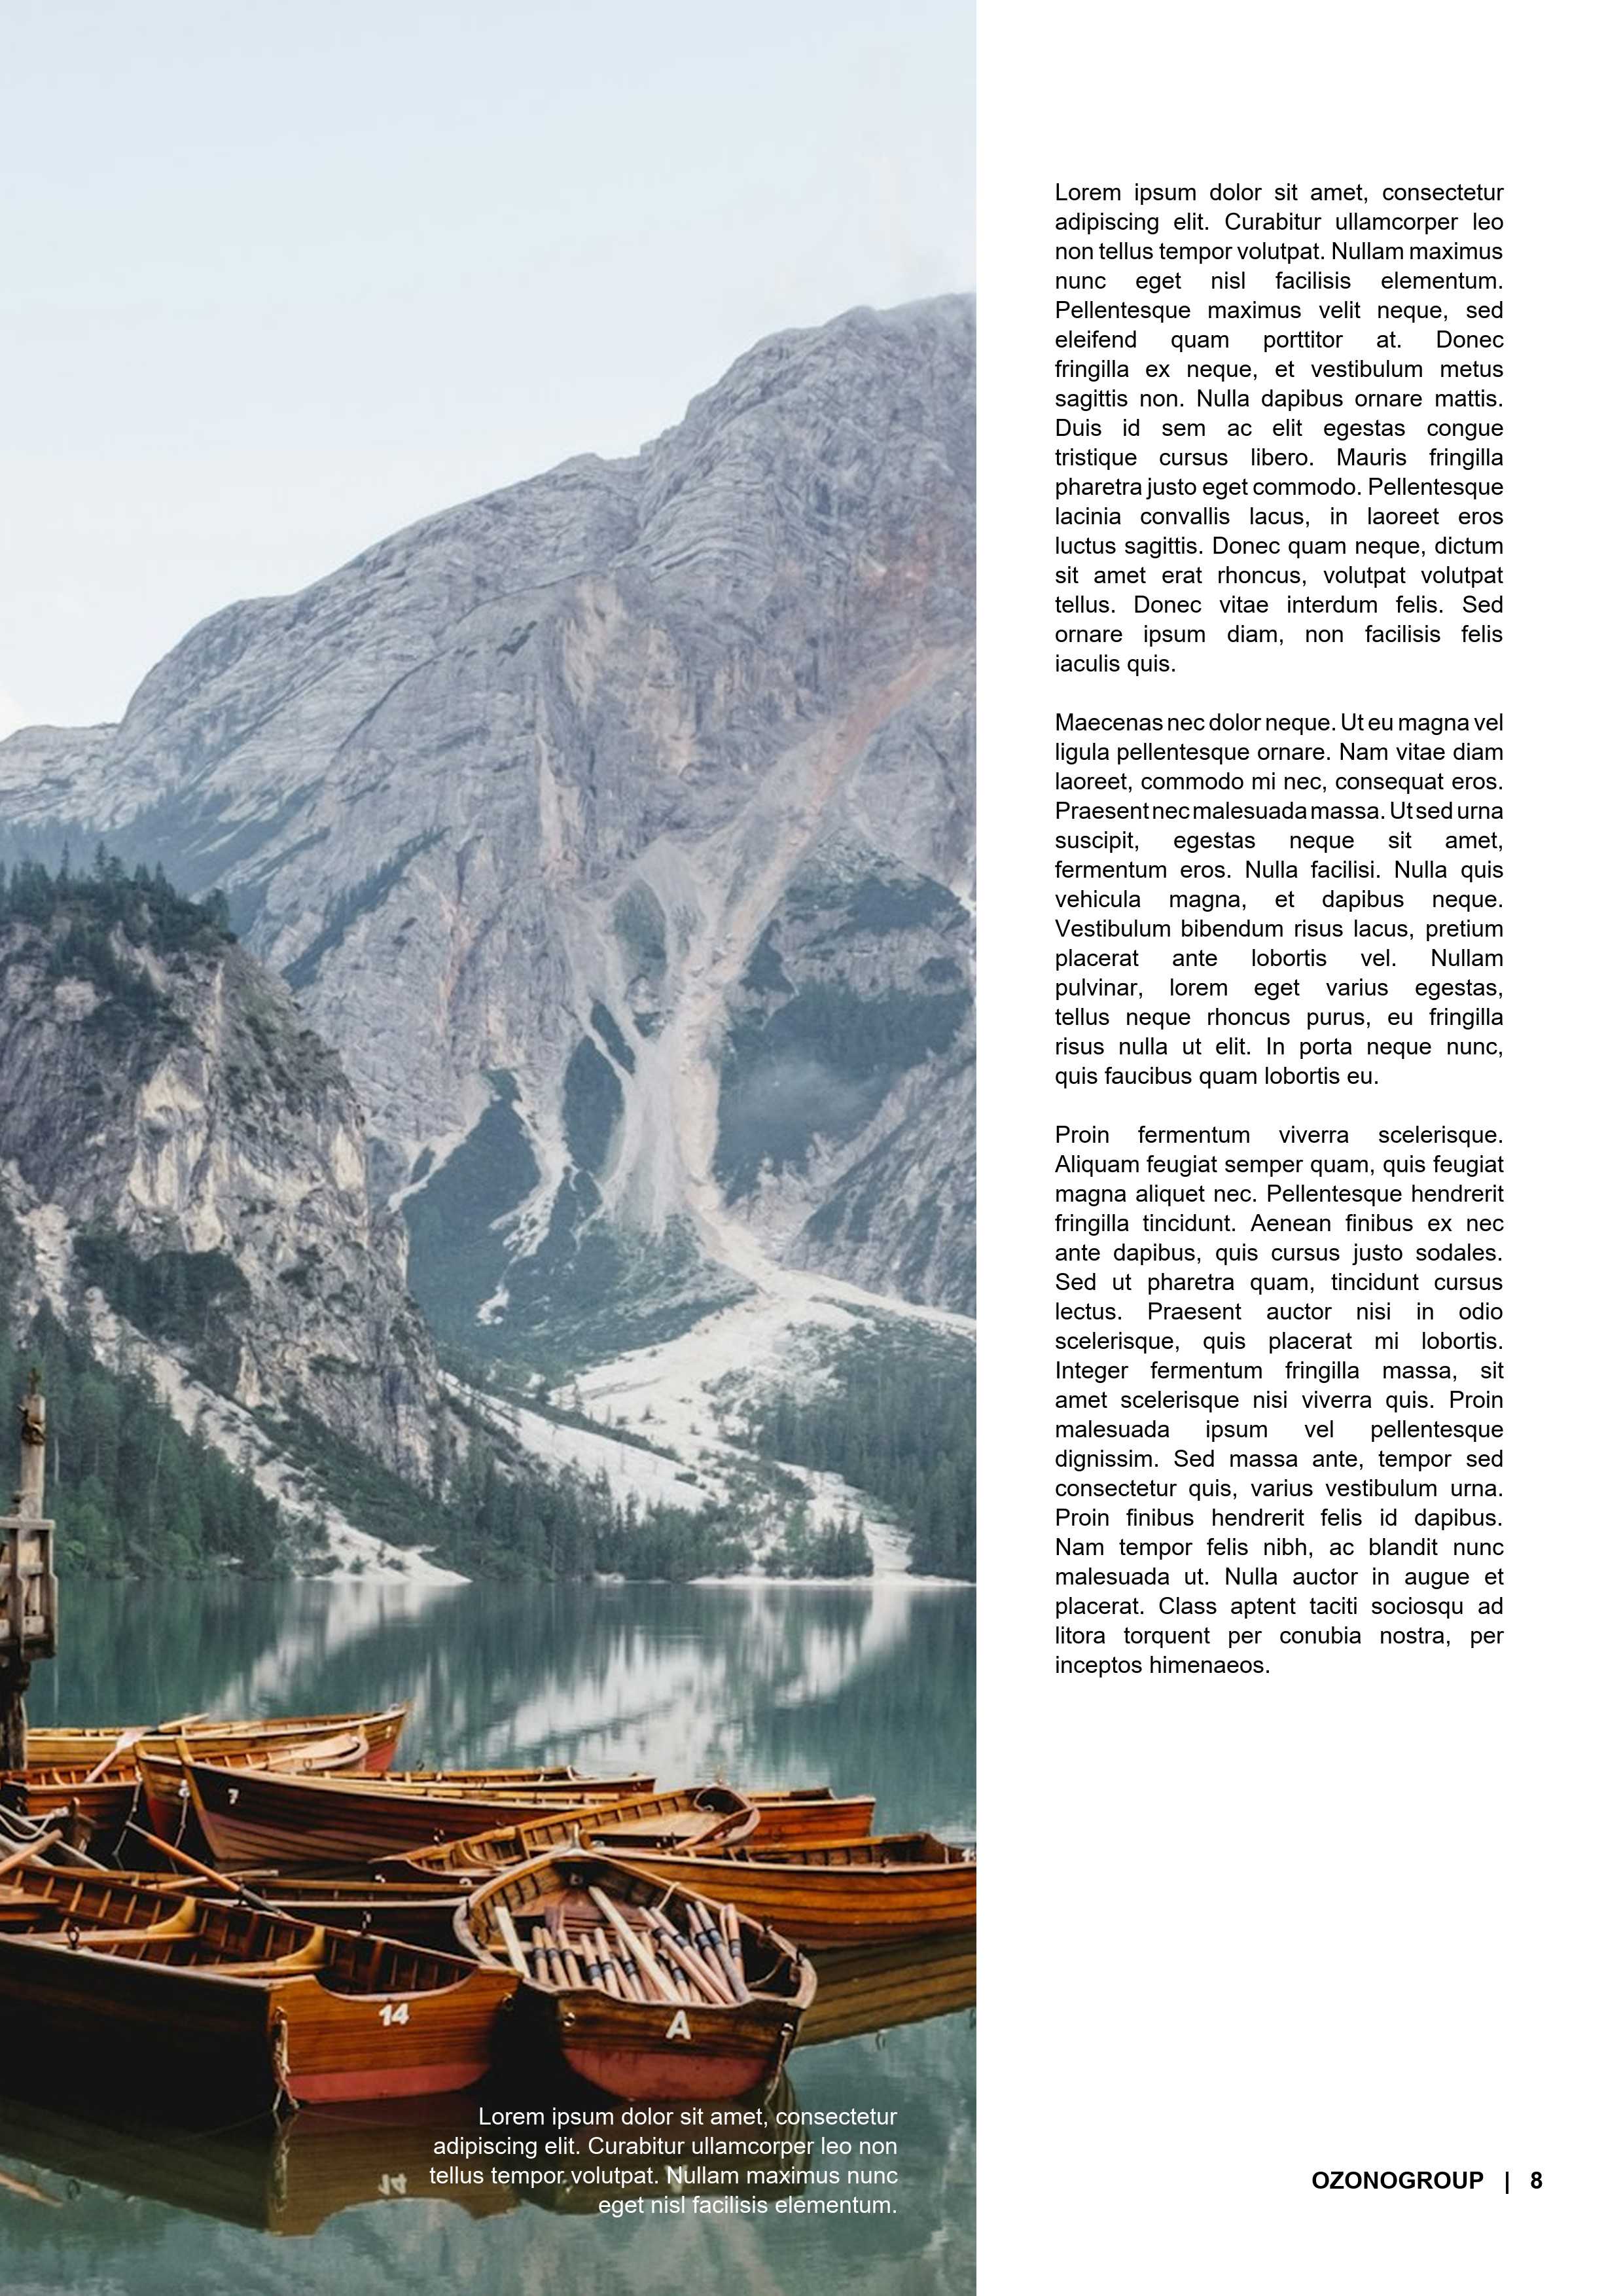 Lorem ipsum dolor sit amet, consectetur
adipiscing elit. Curabitur ullamcorper leo
non tellus tempor volutpat. Nullam maximus
nunc eget nisl facilisis elementum.
Pellentesque maximus velit neque, sed
eleifend quam porttitor at. Donec
fringilla ex neque, et vestibulum metus
sagittis non. Nulla dapibus ornare mattis.
Duis id sem ac elit egestas congue
tristique cursus libero. Mauris fringilla
pharetra justo eget commodo. Pellentesque
lacinia convallis lacus, in laoreet eros
luctus sagittis. Donec quam neque, dictum
sit amet erat rhoncus, volutpat volutpat
tellus. Donec vitae interdum felis. Sed
ornare ipsum diam, non facilisis felis
iaculis quis.
Maecenas nec dolor neque. Ut eu magna vel
ligula pellentesque ornare. Nam vitae diam
laoreet, commodo mi nec, consequat eros.
Praesent nec malesuada massa. Ut sed urna
suscipit, egestas neque sit amet,
fermentum eros. Nulla facilisi. Nulla quis
vehicula magna, et dapibus neque.
Vestibulum bibendum risus lacus, pretium
placerat ante lobortis vel. Nullam
pulvinar, lorem eget varius egestas,
tellus neque rhoncus purus, eu fringilla
risus nulla ut elit. In porta neque nunc,
quis faucibus quam lobortis eu.
Proin fermentum viverra scelerisque.
Aliquam feugiat semper quam, quis feugiat
magna aliquet nec. Pellentesque hendrerit
fringilla tincidunt. Aenean finibus ex nec
ante dapibus, quis cursus justo sodales.
Sed ut pharetra quam, tincidunt cursus
lectus. Praesent auctor nisi in odio
scelerisque, quis placerat mi lobortis.
Integer fermentum fringilla massa, sit
amet scelerisque nisi viverra quis. Proin
malesuada ipsum vel pellentesque
dignissim. Sed massa ante, tempor sed
consectetur quis, varius vestibulum urna.
Proin finibus hendrerit felis id dapibus.
Nam tempor felis nibh, ac blandit nunc
malesuada ut. Nulla auctor in augue et
placerat. Class aptent taciti sociosqu ad
litora torquent per conubia nostra, per
inceptos himenaeos.
7
14
A
Lorem ipsum dolor sit amet, consectetur
adipiscing elit. Curabitur ullamcorper leo non
tellus tempor volutpat. Nullam maximus nunc
eget nisl facilisis elementum.
OZONOGROUP | 8